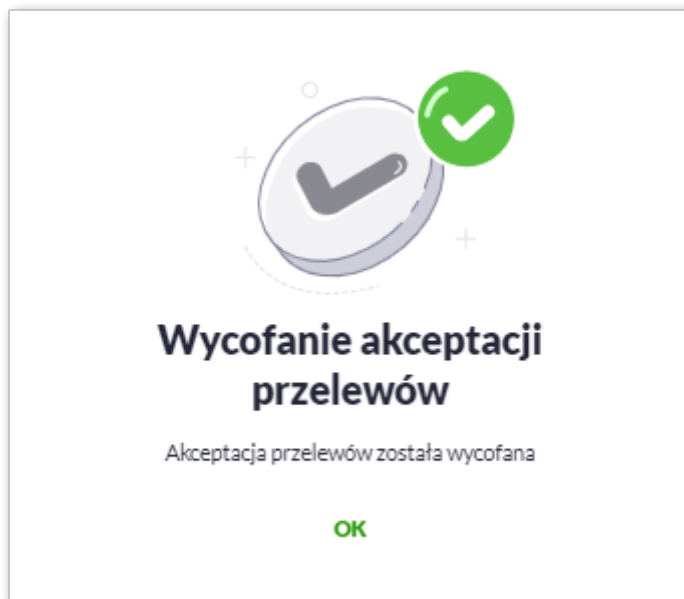 Wycofanie akceptacji
przelewów
Akceptacja przelewów została wycofana
OK